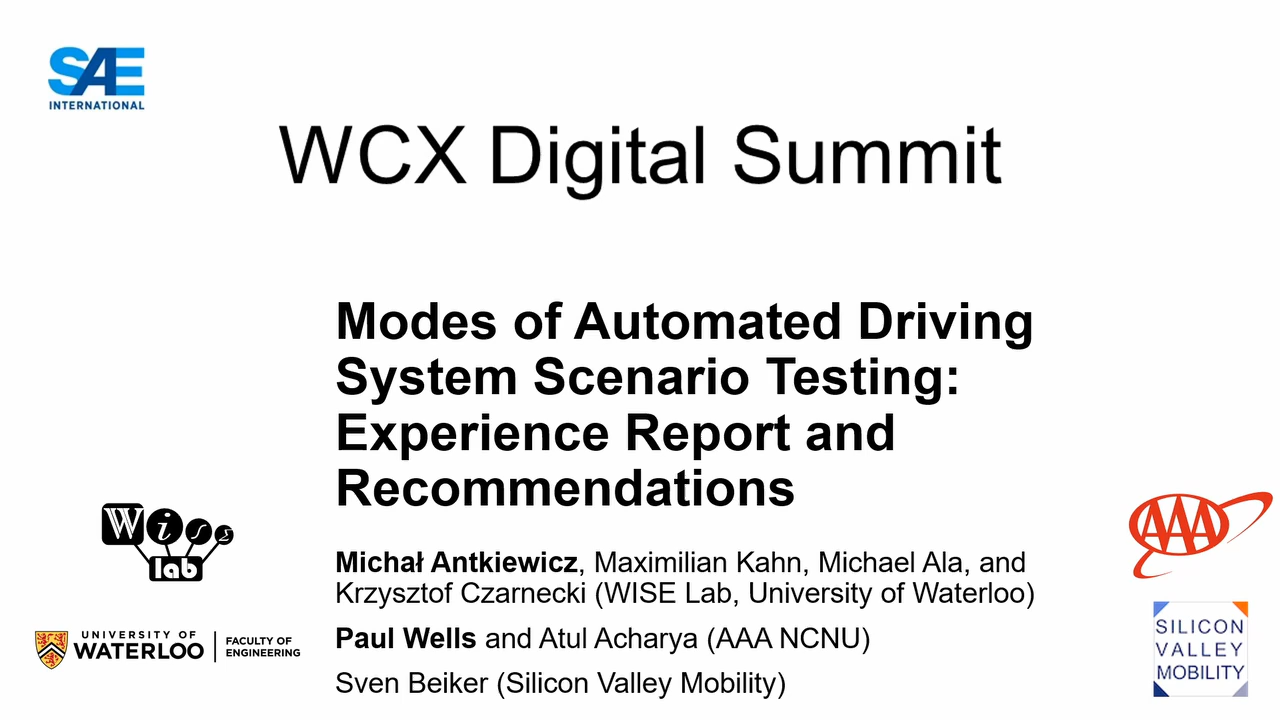 SAE
INTERNATIONAL
WCX Digital Summit
Modes of Automated Driving
System Scenario Testing:
Experience Report and
Recommendations
Michał Antkiewicz, Maximilian Kahn, Michael Ala, and
Krzysztof Czarnecki (WISE Lab, University of Waterloo)
Paul Wells and Atul Acharya (AAA NCNU)
Sven Beiker (Silicon Valley Mobility)
Wise
lab
UNIVERSITY OF
WATERLOO
FACULTY OF
ENGINEERING
AAA
SILICON
VALLEY
MOBILITY